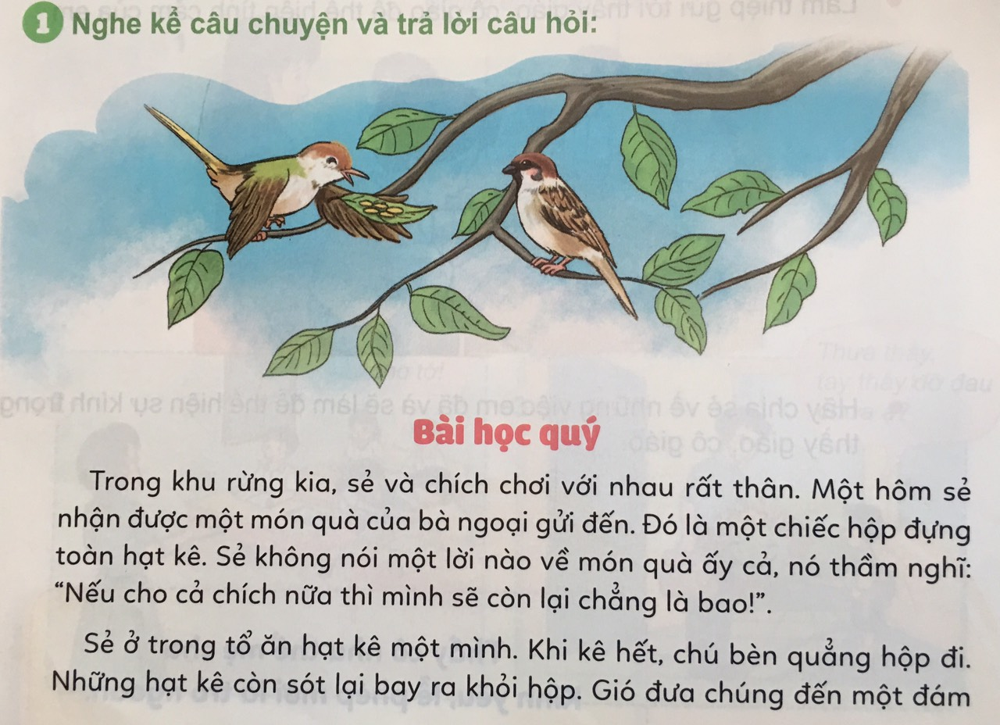 1 Nghe kể câu chuyện và trả lời câu hỏi:
Bài học quý
Trong khu rừng kia, sẻ và chích chơi với nhau rất thân. Một hôm sẻ
nhận được một món quà của bà ngoại gửi đến. Đó là một chiếc hộp đựng
toàn hạt kê. Sẻ không nói một lời nào về món quà ấy cả, nó thầm nghĩ:
“Nếu cho cả chích nữa thì mình sẽ còn lại chẳng là bao!”.
Sẻ ở trong tổ ăn hạt kê một mình. Khi kê hết, chú bèn quẳng hộp đi.
Những hạt kê còn sót lại bay ra khỏi hộp. Gió đưa chúng đến một đám